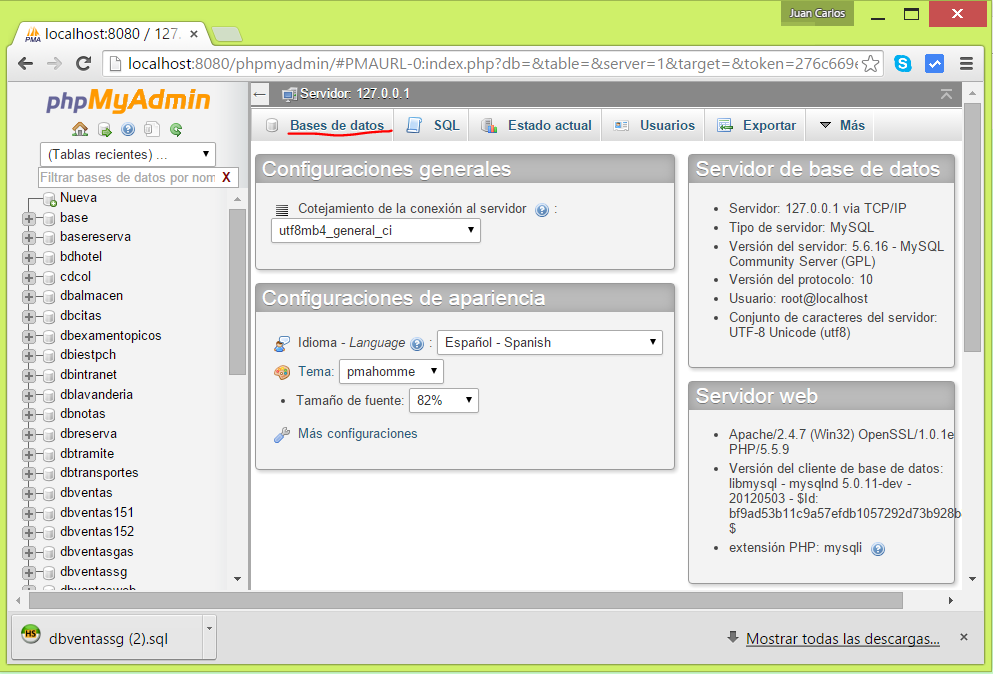 Juan Carlos
PMA localhost:8080 / 127. ×
localhost:8080/phpmyadmin/#PMAURL-0:index.php?db=&table=&server=1&target=&token=276c669
phpMyAdmin
Servidor: 127.0.0.1
Bases de datos SQL Estado actual Usuarios Exportar Más
(Tablas recientes) ...
Filtrar bases de datos por nom X
Nueva
base
basereserva
bdhotel
cdcol
dbalmacen
dbcitas
dbexamentopicos
dbiestpch
dbintranet
dblavanderia
dbnotas
dbreserva
dbtramite
dbtransportes
dbventas
dbventas151
dbventas152
dbventasgas
dbventassg
dbventasweb
Configuraciones generales
Cotejamiento de la conexión al servidor :
utf8mb4_general_ci
Configuraciones de apariencia
Idioma - Language : Español - Spanish
Tema: pmahomme
Tamaño de fuente: 82%
Más configuraciones
Servidor de base de datos
Servidor: 127.0.0.1 via TCP/IP
Tipo de servidor: MySQL
Versión del servidor: 5.6.16 - MySQL
Community Server (GPL)
Versión del protocolo: 10
Usuario: root@localhost
Conjunto de caracteres del servidor:
UTF-8 Unicode (utf8)
Servidor web
Apache/2.4.7 (Win32) OpenSSL/1.0.1e
PHP/5.5.9
Versión del cliente de base de datos:
libmysql - mysqlnd 5.0.11-dev -
20120503 - $Id:
bf9ad53b11c9a57efdb1057292d73b928b
$
extensión PHP: mysqli
HS dbventassg (2).sql
Mostrar todas las descargas...